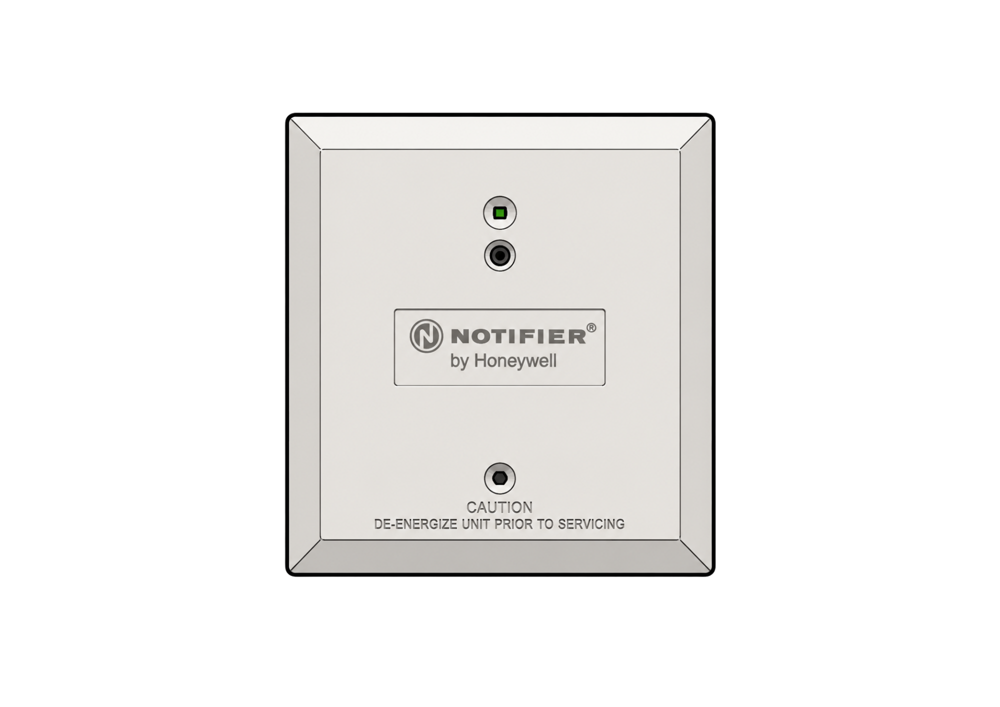 NOTIFIER®
by Honeywell
CAUTION
DE-ENERGIZE UNIT PRIOR TO SERVICING